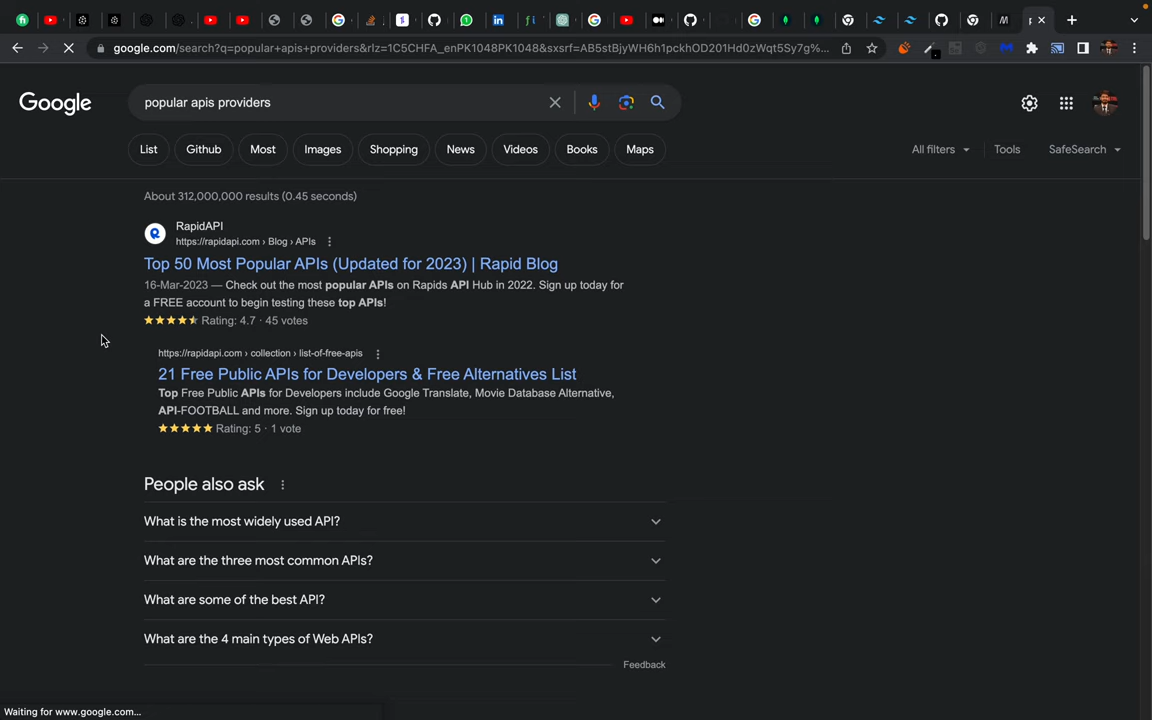 google.com/search?q=popular+apis+providers&rlz=1C5CHFA_enPK1048PK1048&sxsrf=AB5stBjyWH6h1pckhOD201Hd0zWqt5Sy7g%...
Google
popular apis providers
List
Github
Most
Images
Shopping
News
Videos
Books
Maps
All filters
Tools
SafeSearch
About 312,000,000 results (0.45 seconds)
RapidAPI
https://rapidapi.com › Blog › APIs
Top 50 Most Popular APIs (Updated for 2023) | Rapid Blog
16-Mar-2023 — Check out the most popular APIs on Rapids API Hub in 2022. Sign up today for
a FREE account to begin testing these top APIs!
Rating: 4.7 · 45 votes
https://rapidapi.com › collection › list-of-free-apis
21 Free Public APIs for Developers & Free Alternatives List
Top Free Public APIs for Developers include Google Translate, Movie Database Alternative,
API-FOOTBALL and more. Sign up today for free!
Rating: 5 · 1 vote
People also ask
What is the most widely used API?
What are the three most common APIs?
What are some of the best API?
What are the 4 main types of Web APIs?
Feedback
Waiting for www.google.com...